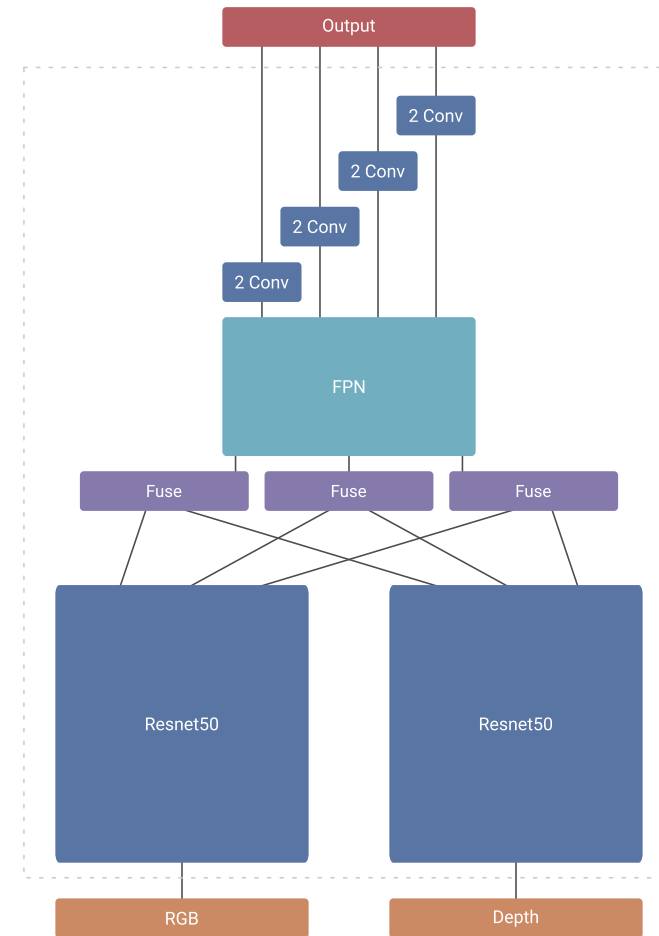 Output
2 Conv
2 Conv
2 Conv
2 Conv
FPN
Fuse
Fuse
Fuse
Resnet50
Resnet50
RGB
Depth